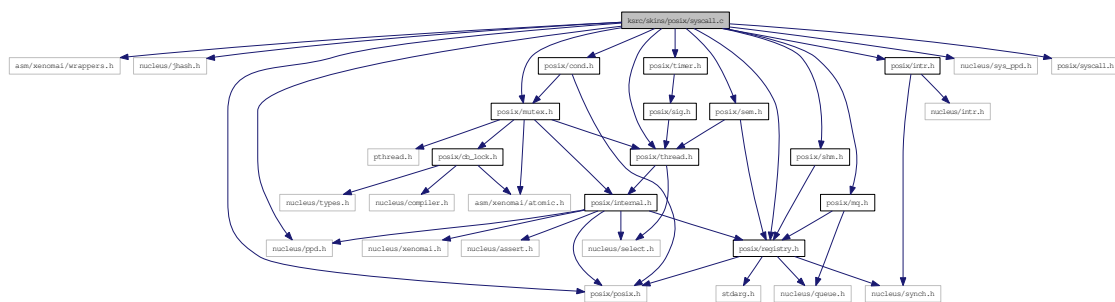 ksrc/skins/posix/syscall.c
asm/xenomai/wrappers.h
nucleus/jhash.h
posix/cond.h
posix/timer.h
posix/intr.h
nucleus/sys_ppd.h
posix/syscall.h
posix/mutex.h
posix/sig.h
posix/sem.h
nucleus/intr.h
pthread.h
posix/cb_lock.h
posix/thread.h
posix/shm.h
nucleus/types.h
nucleus/compiler.h
asm/xenomai/atomic.h
posix/internal.h
posix/mq.h
nucleus/ppd.h
nucleus/xenomai.h
nucleus/assert.h
nucleus/select.h
posix/registry.h
posix/posix.h
stdarg.h
nucleus/queue.h
nucleus/synch.h